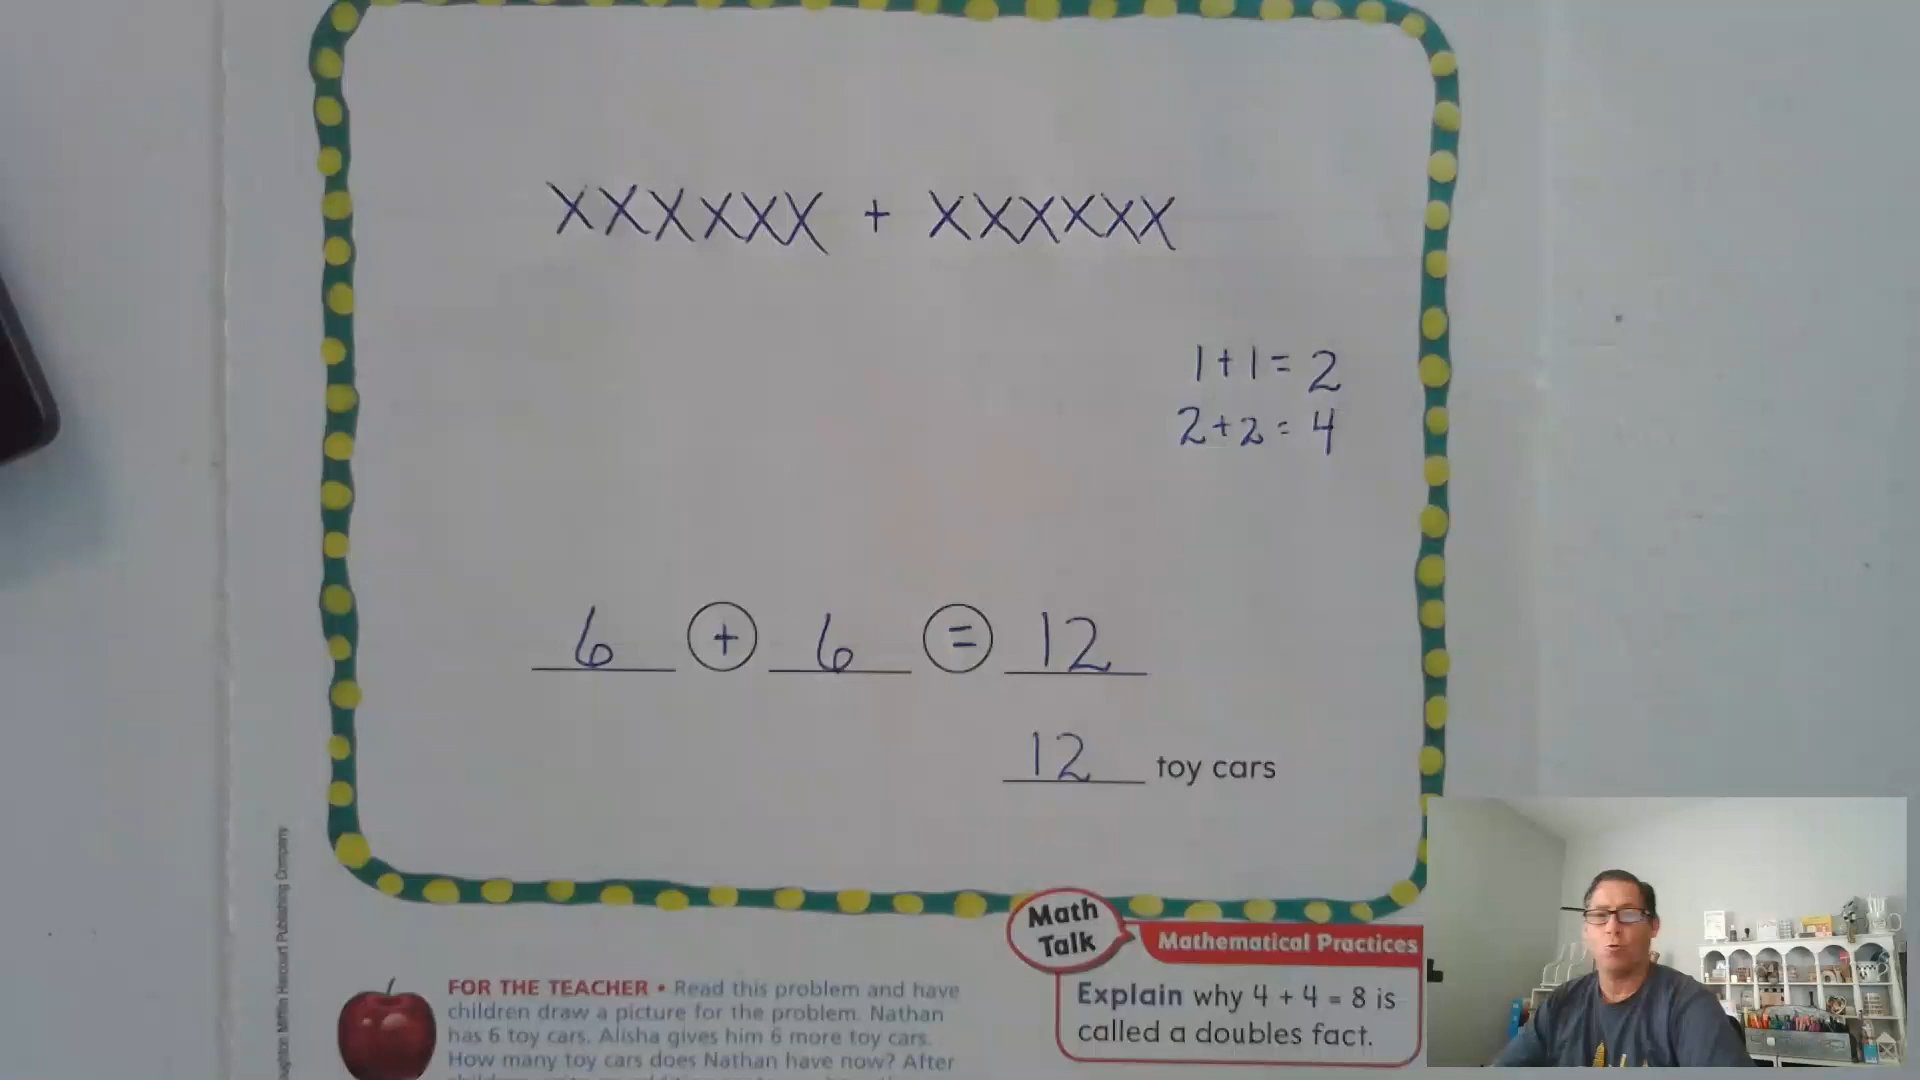 XXXXXX + XXXXXX
1+1=2
2+2=4
6 + 6 = 12
12 toy cars
Math
Talk
Mathematical Practices
Explain why 4 + 4 = 8 is
called a doubles fact.
FOR THE TEACHER • Read this problem and have
children draw a picture for the problem. Nathan
has 6 toy cars. Alisha gives him 6 more toy cars.
How many toy cars does Nathan have now? After
Houghton Mifflin Harcourt Publishing Company